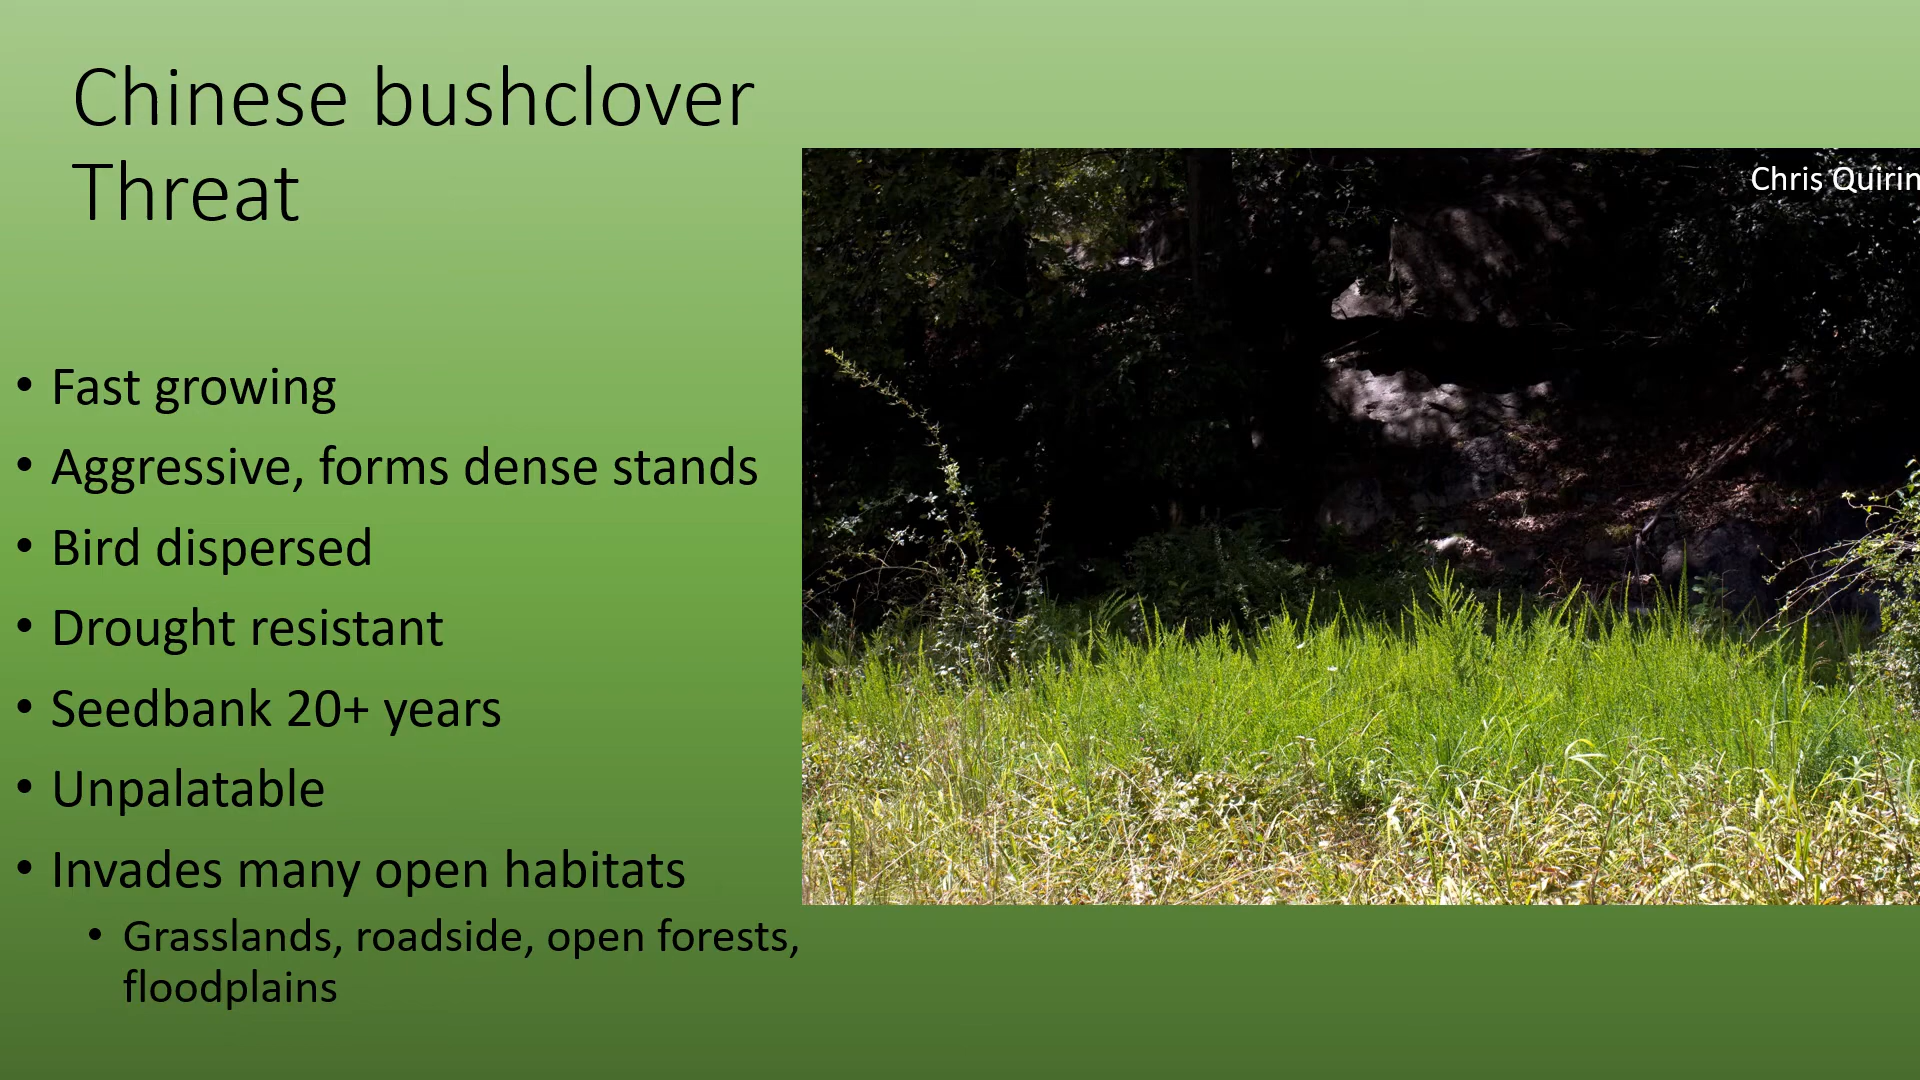 Chinese bushclover
Threat
Chris Quirin
• Fast growing
• Aggressive, forms dense stands
• Bird dispersed
• Drought resistant
• Seedbank 20+ years
• Unpalatable
• Invades many open habitats
• Grasslands, roadside, open forests,
floodplains